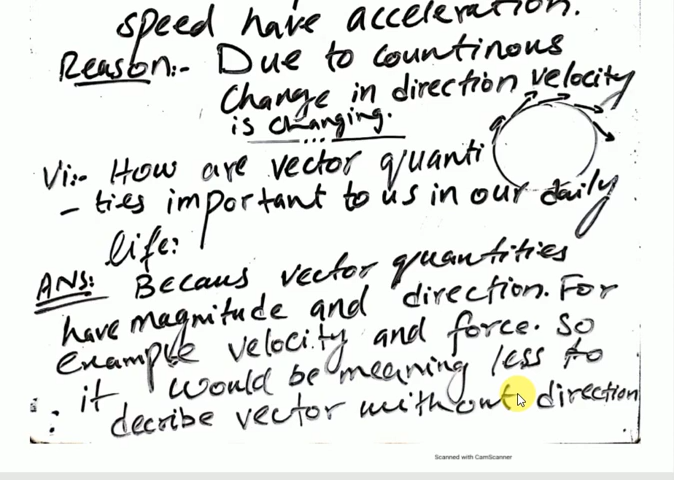 speed have acceleration.
Reason:- Due to countinous
Change in direction velocity
is changing.
Vi:- How are vector quanti
- ties important to us in our daily
life:
ANS: Becaus vector quantities
have magnitude and direction. For
example velocity and force. So
it would be meaning less to
decribe vector without direction
Scanned with CamScanner